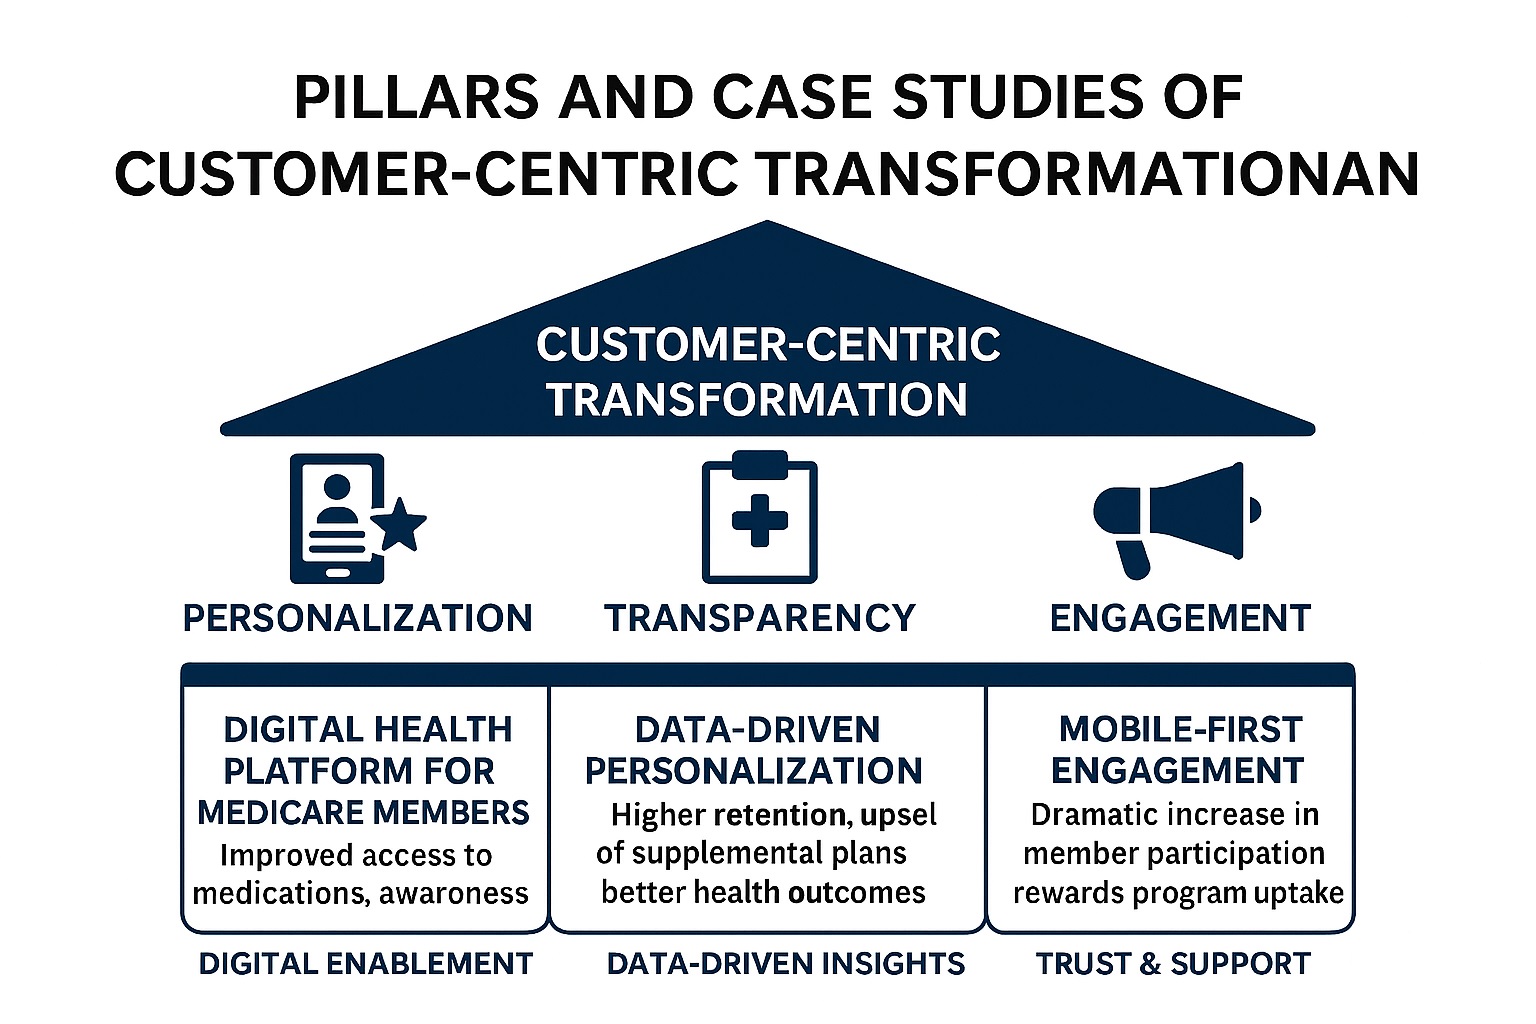 PILLARS AND CASE STUDIES OF
CUSTOMER-CENTRIC TRANSFORMATIONAN
CUSTOMER-CENTRIC
TRANSFORMATION
PERSONALIZATION
TRANSPARENCY
ENGAGEMENT
DIGITAL HEALTH
PLATFORM FOR
MEDICARE MEMBERS
Improved access to
medications, awaroness
DATA-DRIVEN
PERSONALIZATION
Higher retention, upsel
of supplemental plans
better health outcomes
MOBILE-FIRST
ENGAGEMENT
Dramatic increase in
member participation
rewards program uptake
DIGITAL ENABLEMENT
DATA-DRIVEN INSIGHTS
TRUST & SUPPORT